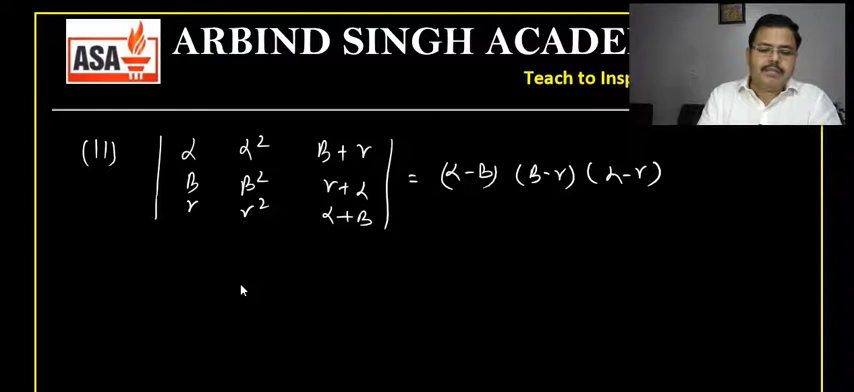 ASA
ARBIND SINGH ACADE
Teach to Insp
(11) | α α² β+γ |
| β β² γ+α | = (α-β) (β-γ) (α-γ)
| γ γ² α+β |